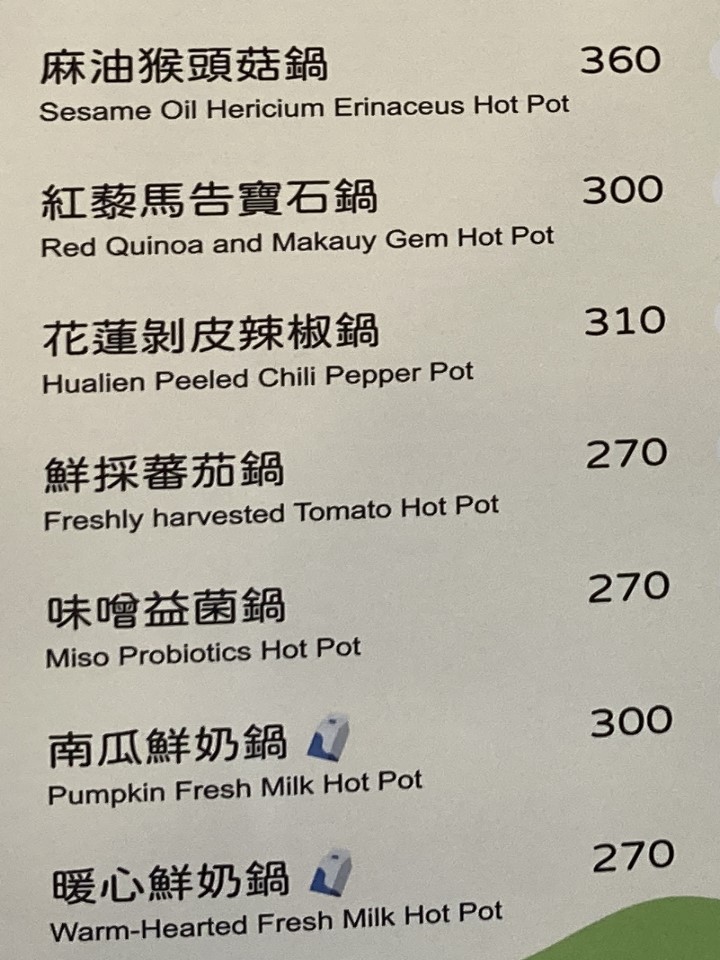 麻油猴頭菇鍋 360
Sesame Oil Hericium Erinaceus Hot Pot
紅藜馬告寶石鍋 300
Red Quinoa and Makauy Gem Hot Pot
花蓮剝皮辣椒鍋 310
Hualien Peeled Chili Pepper Pot
鮮採蕃茄鍋 270
Freshly harvested Tomato Hot Pot
味噌益菌鍋 270
Miso Probiotics Hot Pot
南瓜鮮奶鍋 300
Pumpkin Fresh Milk Hot Pot
暖心鮮奶鍋 270
Warm-Hearted Fresh Milk Hot Pot